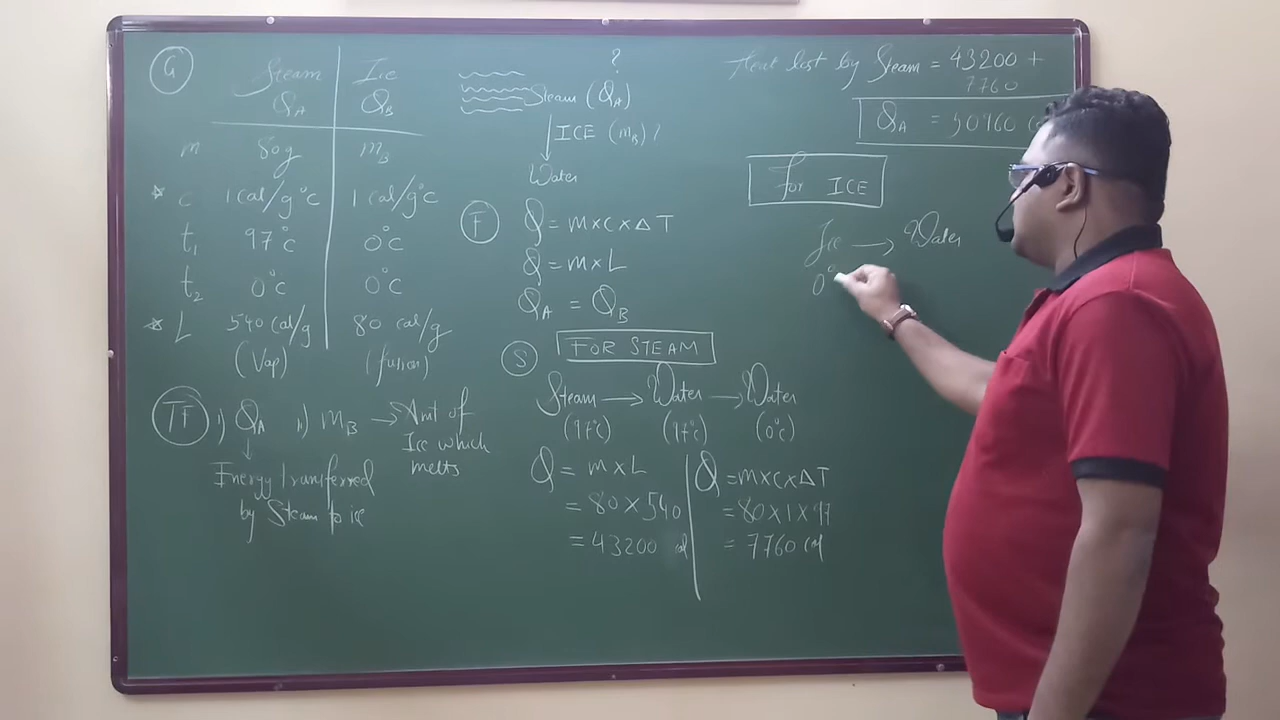 G
Steam | Ice
QA | QB
m 80g mB
* c 1 cal/g°c 1 cal/g°c
t1 97°c 0°c
t2 0°c 0°c
* L 540 cal/g 80 cal/g
(Vap) (fusion)
TF i) QA ii) mB → Amt of
Ice which
melts
↓
Energy transferred
by Steam to ice
?
Steam (QA)
↓ ICE (mB)?
Water
F Q = m×c×ΔT
Q = m×L
QA = QB
S FOR STEAM
Steam → Water → Water
(97°c) (97°c) (0°c)
Q = m×L
= 80×540
= 43200 cal
Q = m×c×ΔT
= 80×1×97
= 7760 cal
Heat lost by Steam = 43200 +
7760
QA = 50960
for ICE
Ice → Water
0°